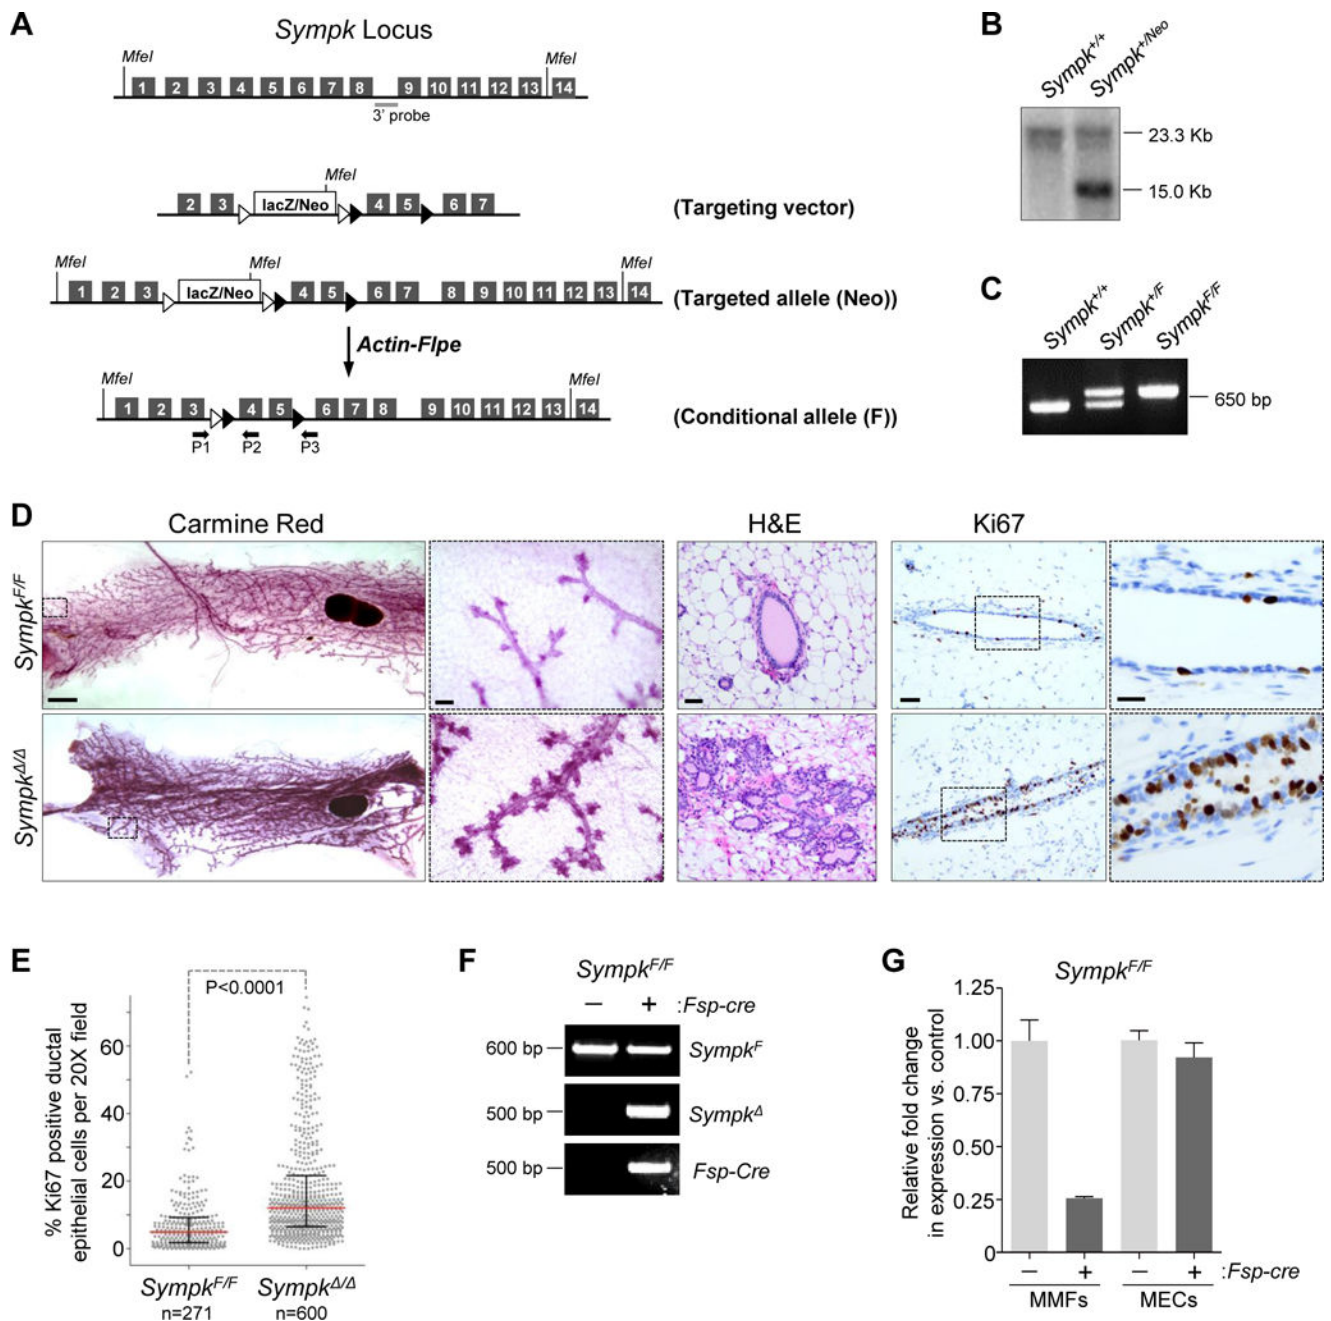 A
Sympk Locus
MfeI MfeI
1 2 3 4 5 6 7 8 9 10 11 12 13 14
3' probe
MfeI
2 3 lacZ/Neo 4 5 6 7
(Targeting vector)
MfeI MfeI MfeI
1 2 3 lacZ/Neo 4 5 6 7 8 9 10 11 12 13 14
(Targeted allele (Neo))
Actin-Flpe
MfeI MfeI
1 2 3 4 5 6 7 8 9 10 11 12 13 14
(Conditional allele (F))
P1 P2 P3
B
Sympk+/+ Sympk+/Neo
23.3 Kb
15.0 Kb
C
Sympk+/+ Sympk+/F SympkF/F
650 bp
D
Carmine Red H&E Ki67
SympkF/F
SympkΔ/Δ
E
P<0.0001
% Ki67 positive ductal
epithelial cells per 20X field
60
40
20
0
SympkF/F SympkΔ/Δ
n=271 n=600
F
SympkF/F
– + :Fsp-cre
600 bp SympkF
500 bp SympkΔ
500 bp Fsp-Cre
G
SympkF/F
Relative fold change
in expression vs. control
1.25
1.00
0.75
0.50
0.25
0
– + – + :Fsp-cre
MMFs MECs